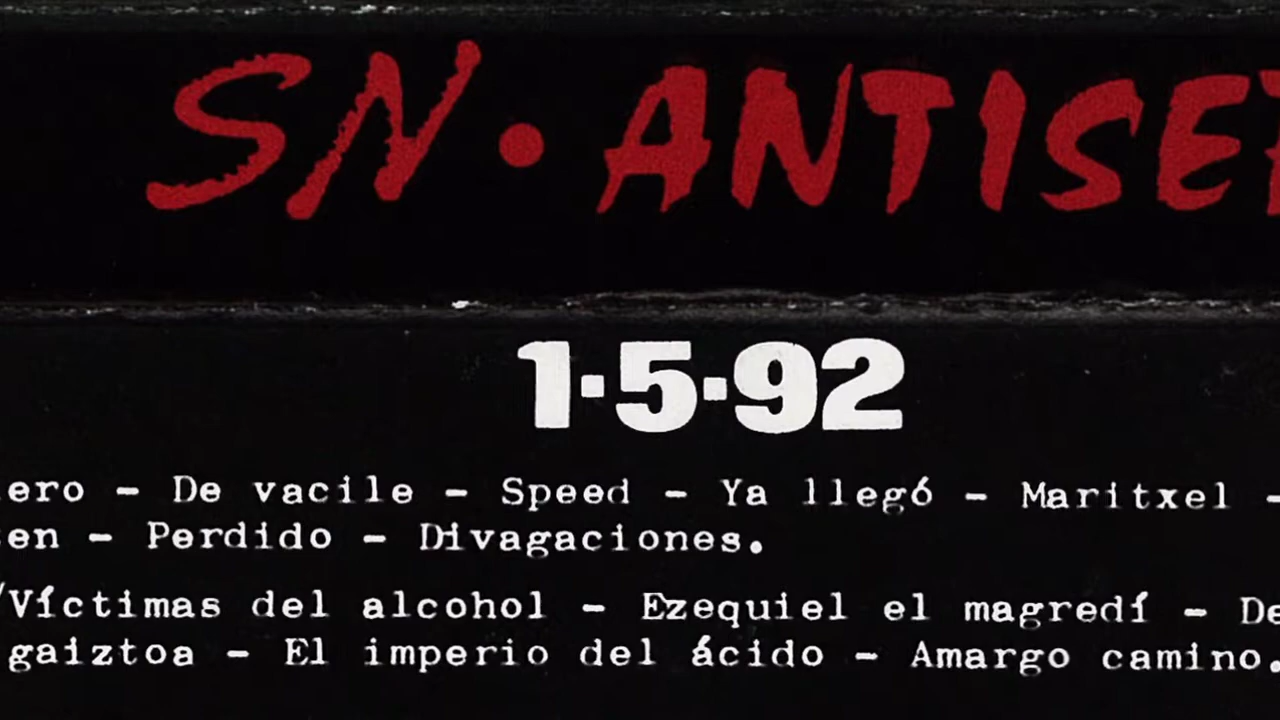 SN · ANTISE
1·5·92
ero - De vacile - Speed - Ya llegó - Maritxel -
en - Perdido - Divagaciones.
/Víctimas del alcohol - Ezequiel el magredí - De
gaiztoa - El imperio del ácido - Amargo camino.